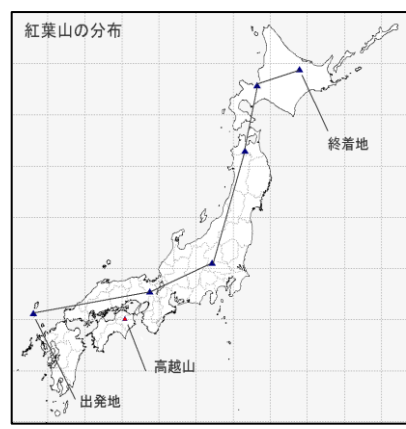 紅葉山の分布
終着地
高越山
出発地